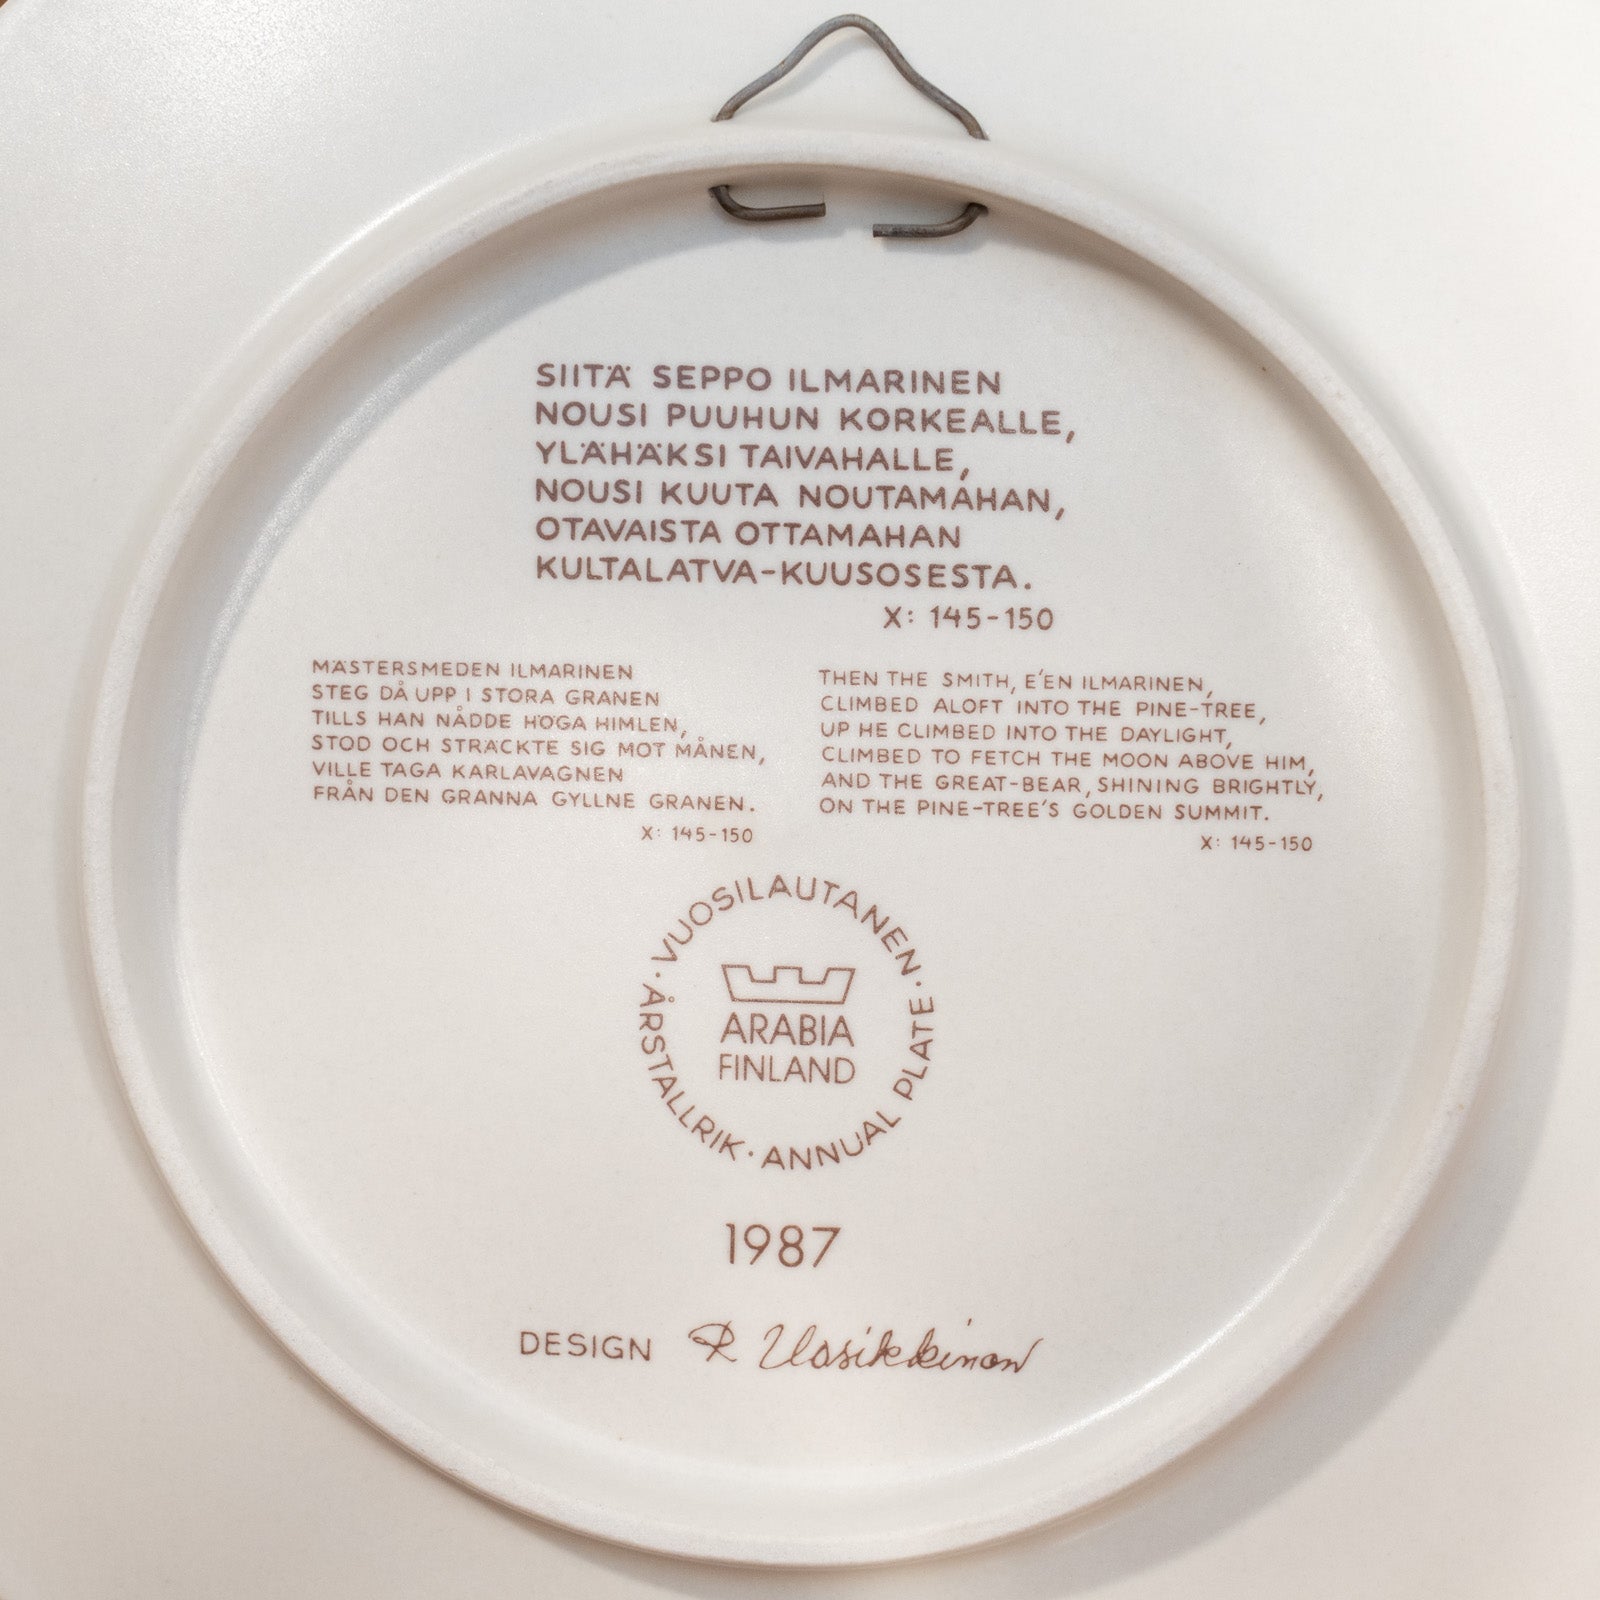 SIITÄ SEPPO ILMARINEN
NOUSI PUUHUN KORKEALLE,
YLÄHÄKSI TAIVAHALLE,
NOUSI KUUTA NOUTAMAHAN,
OTAVAISTA OTTAMAHAN
KULTALATVA-KUUSOSESTA.
X: 145-150
MÄSTERSMEDEN ILMARINEN
STEG DÅ UPP I STORA GRANEN
TILLS HAN NÅDDE HÖGA HIMLEN,
STOD OCH STRÄCKTE SIG MOT MÅNEN,
VILLE TAGA KARLAVAGNEN
FRÅN DEN GRANNA GYLLNE GRANEN.
X: 145-150
THEN THE SMITH, E'EN ILMARINEN,
CLIMBED ALOFT INTO THE PINE-TREE,
UP HE CLIMBED INTO THE DAYLIGHT,
CLIMBED TO FETCH THE MOON ABOVE HIM,
AND THE GREAT-BEAR, SHINING BRIGHTLY,
ON THE PINE-TREE'S GOLDEN SUMMIT.
X: 145-150
·VUOSILAUTANEN·
ÅRSTALLRIK·ANNUAL PLATE
ARABIA
FINLAND
1987
DESIGN R Uosikkinen